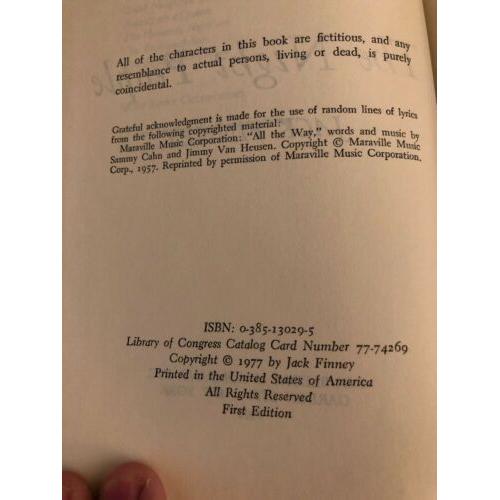 All of the characters in this book are fictitious, and any
resemblance to actual persons, living or dead, is purely
coincidental.
Grateful acknowledgment is made for the use of random lines of lyrics
from the following copyrighted material:
Maraville Music Corporation: "All the Way," words and music by
Sammy Cahn and Jimmy Van Heusen. Copyright © Maraville Music
Corp., 1957. Reprinted by permission of Maraville Music Corporation.
ISBN: 0-385-13029-5
Library of Congress Catalog Card Number 77-74269
Copyright © 1977 by Jack Finney
Printed in the United States of America
All Rights Reserved
First Edition